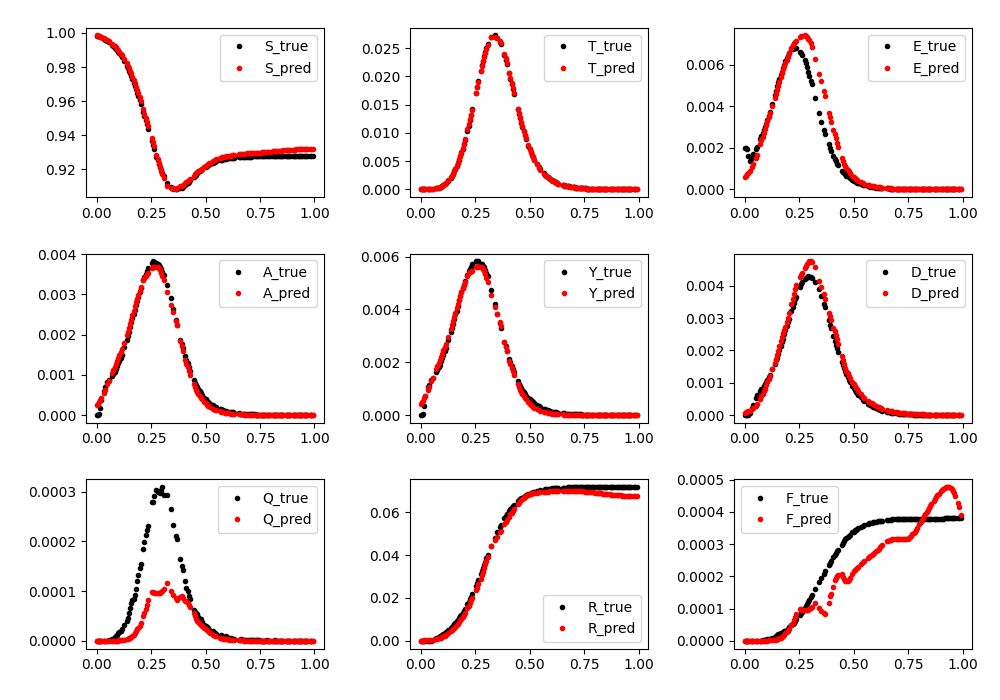 S_true
S_pred
1.00
0.98
0.96
0.94
0.92
0.00 0.25 0.50 0.75 1.00
T_true
T_pred
0.025
0.020
0.015
0.010
0.005
0.000
0.00 0.25 0.50 0.75 1.00
E_true
E_pred
0.006
0.004
0.002
0.000
0.00 0.25 0.50 0.75 1.00
A_true
A_pred
0.004
0.003
0.002
0.001
0.000
0.00 0.25 0.50 0.75 1.00
Y_true
Y_pred
0.006
0.004
0.002
0.000
0.00 0.25 0.50 0.75 1.00
D_true
D_pred
0.004
0.003
0.002
0.001
0.000
0.00 0.25 0.50 0.75 1.00
Q_true
Q_pred
0.0003
0.0002
0.0001
0.0000
0.00 0.25 0.50 0.75 1.00
R_true
R_pred
0.06
0.04
0.02
0.00
0.00 0.25 0.50 0.75 1.00
F_true
F_pred
0.0005
0.0004
0.0003
0.0002
0.0001
0.0000
0.00 0.25 0.50 0.75 1.00